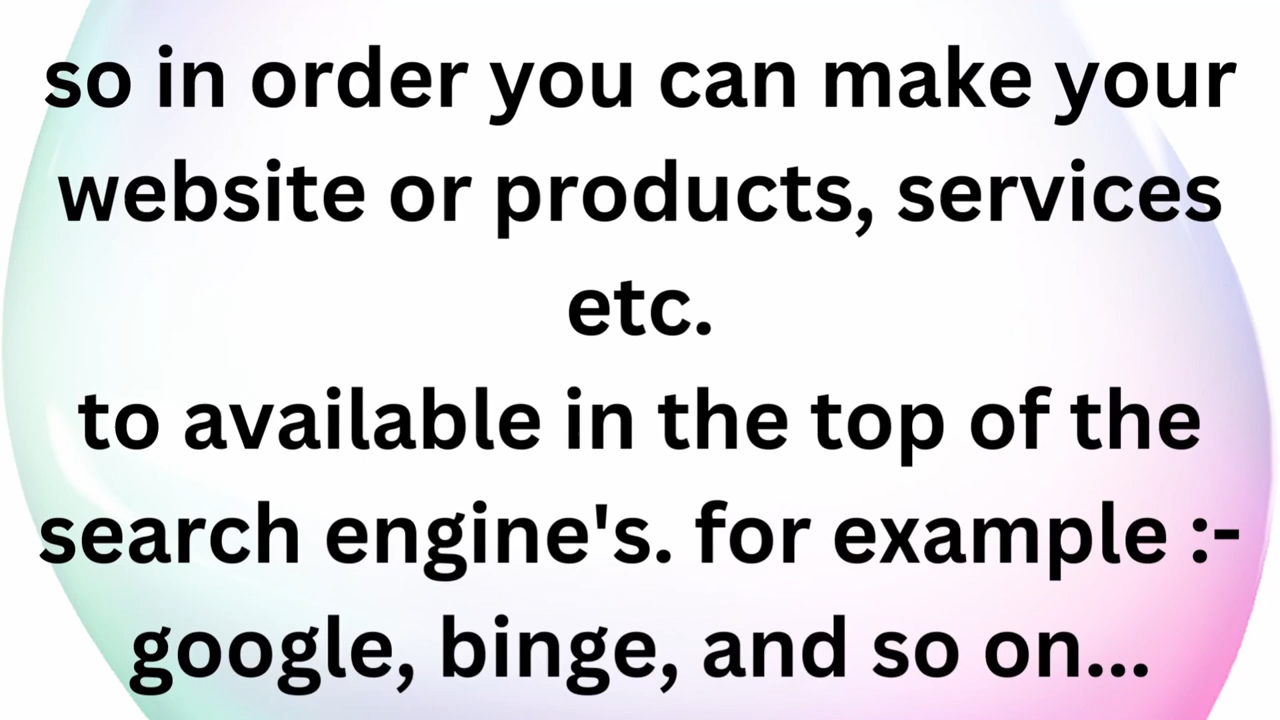 so in order you can make your
website or products, services
etc.
to available in the top of the
search engine's. for example :-
google, binge, and so on...